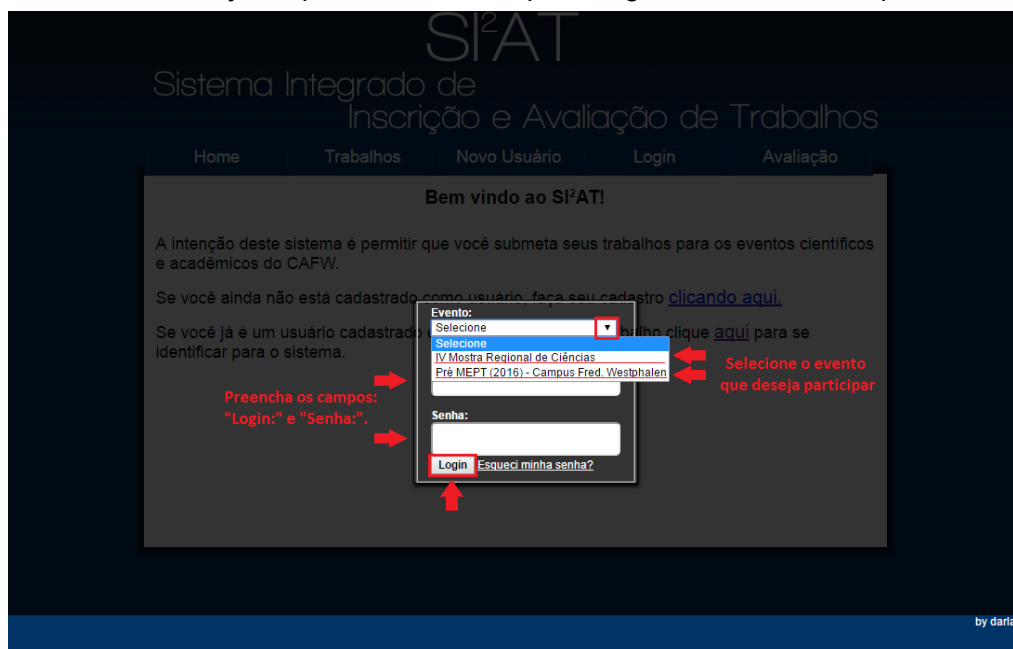 SI²AT
Sistema Integrado de
Inscrição e Avaliação de Trabalhos
Home Trabalhos Novo Usuário Login Avaliação
Bem vindo ao SI²AT!
A intenção deste sistema é permitir que você submeta seus trabalhos para os eventos científicos
e acadêmicos do CAFW.
Se você ainda não está cadastrado como usuário, faça seu cadastro clicando aqui.
Se você já é um usuário cadastrado balho clique aqui para se
identificar para o sistema.
Evento:
Selecione
Selecione
IV Mostra Regional de Ciências
Pré MEPT (2016) - Campus Fred. Westphalen
Selecione o evento
que deseja participar
Preencha os campos:
"Login:" e "Senha:".
Senha:
Login Esqueci minha senha?
by darla